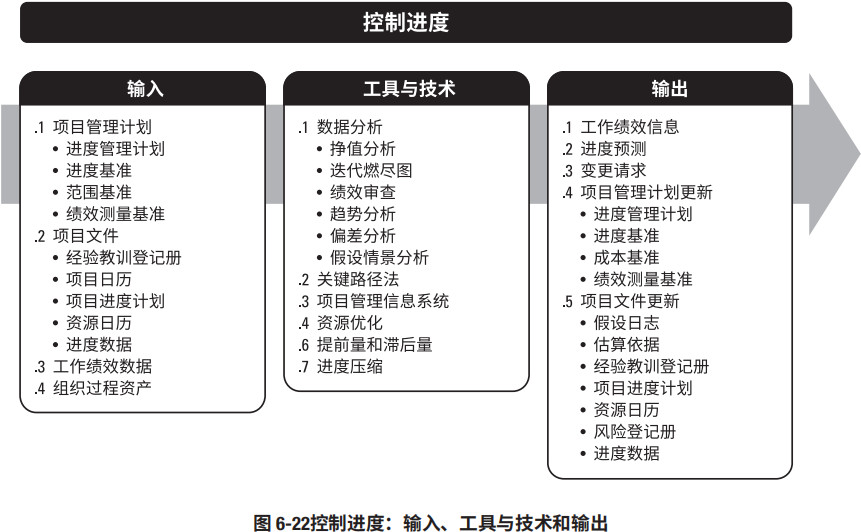 控制进度
输入
.1 项目管理计划
• 进度管理计划
• 进度基准
• 范围基准
• 绩效测量基准
.2 项目文件
• 经验教训登记册
• 项目日历
• 项目进度计划
• 资源日历
• 进度数据
.3 工作绩效数据
.4 组织过程资产
工具与技术
.1 数据分析
• 挣值分析
• 迭代燃尽图
• 绩效审查
• 趋势分析
• 偏差分析
• 假设情景分析
.2 关键路径法
.3 项目管理信息系统
.4 资源优化
.6 提前量和滞后量
.7 进度压缩
输出
.1 工作绩效信息
.2 进度预测
.3 变更请求
.4 项目管理计划更新
• 进度管理计划
• 进度基准
• 成本基准
• 绩效测量基准
.5 项目文件更新
• 假设日志
• 估算依据
• 经验教训登记册
• 项目进度计划
• 资源日历
• 风险登记册
• 进度数据
图 6-22控制进度：输入、工具与技术和输出